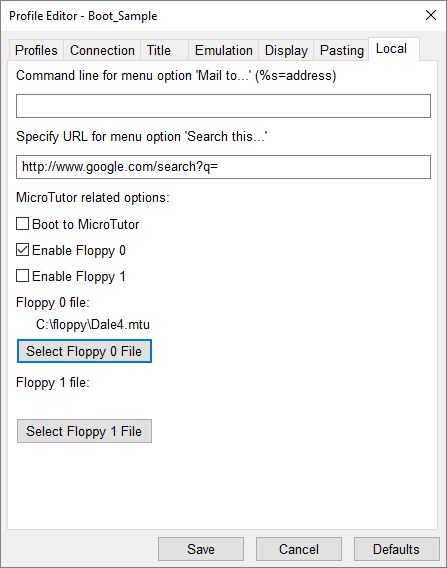 Profile Editor - Boot_Sample
Profiles Connection Title Emulation Display Pasting Local
Command line for menu option 'Mail to...' (%s=address)
Specify URL for menu option 'Search this...'
http://www.google.com/search?q=
MicroTutor related options:
Boot to MicroTutor
Enable Floppy 0
Enable Floppy 1
Floppy 0 file:
C:\floppy\Dale4.mtu
Select Floppy 0 File
Floppy 1 file:
Select Floppy 1 File
Save Cancel Defaults